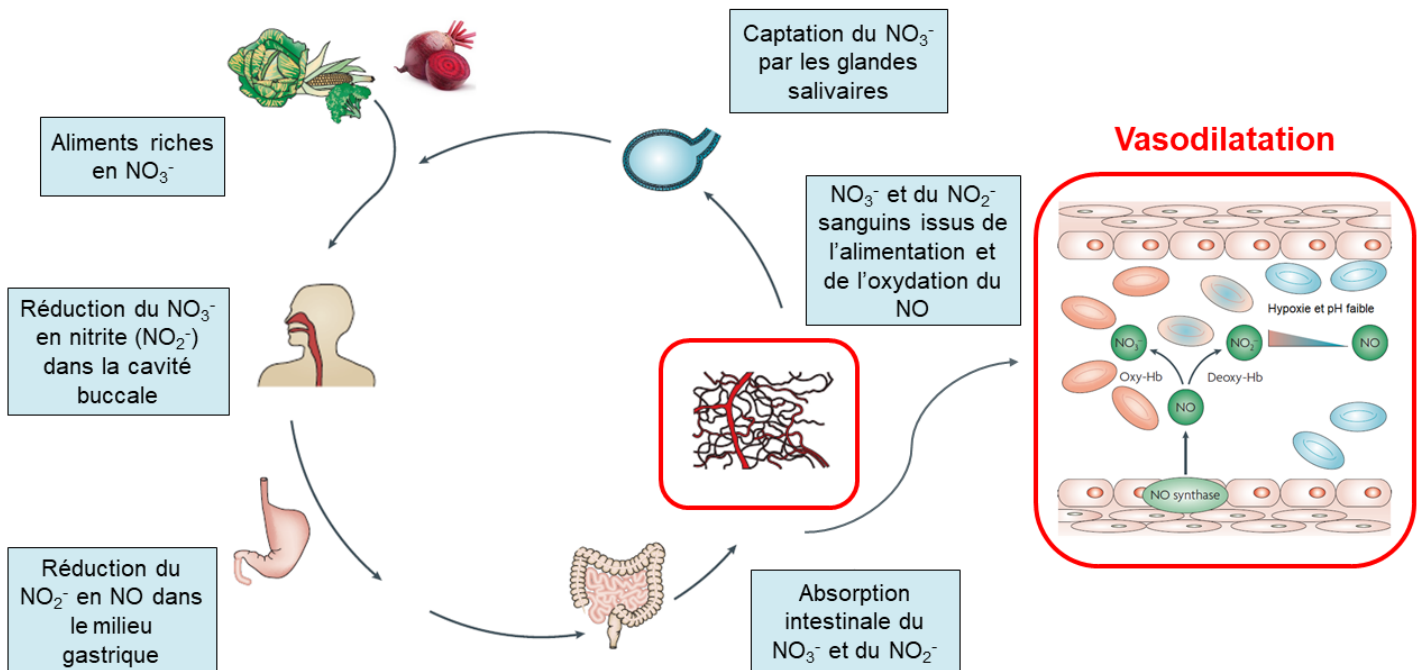 Aliments riches
en NO₃⁻
Captation du NO₃⁻
par les glandes
salivaires
Réduction du NO₃⁻
en nitrite (NO₂⁻)
dans la cavité
buccale
NO₃⁻ et du NO₂⁻
sanguins issus de
l’alimentation et
de l’oxydation du
NO
Réduction du
NO₂⁻ en NO dans
le milieu
gastrique
Absorption
intestinale du
NO₃⁻ et du NO₂⁻
Vasodilatation
Hypoxie et pH faible
NO₃⁻
NO₂⁻
NO
Oxy-Hb
Deoxy-Hb
NO
NO synthase